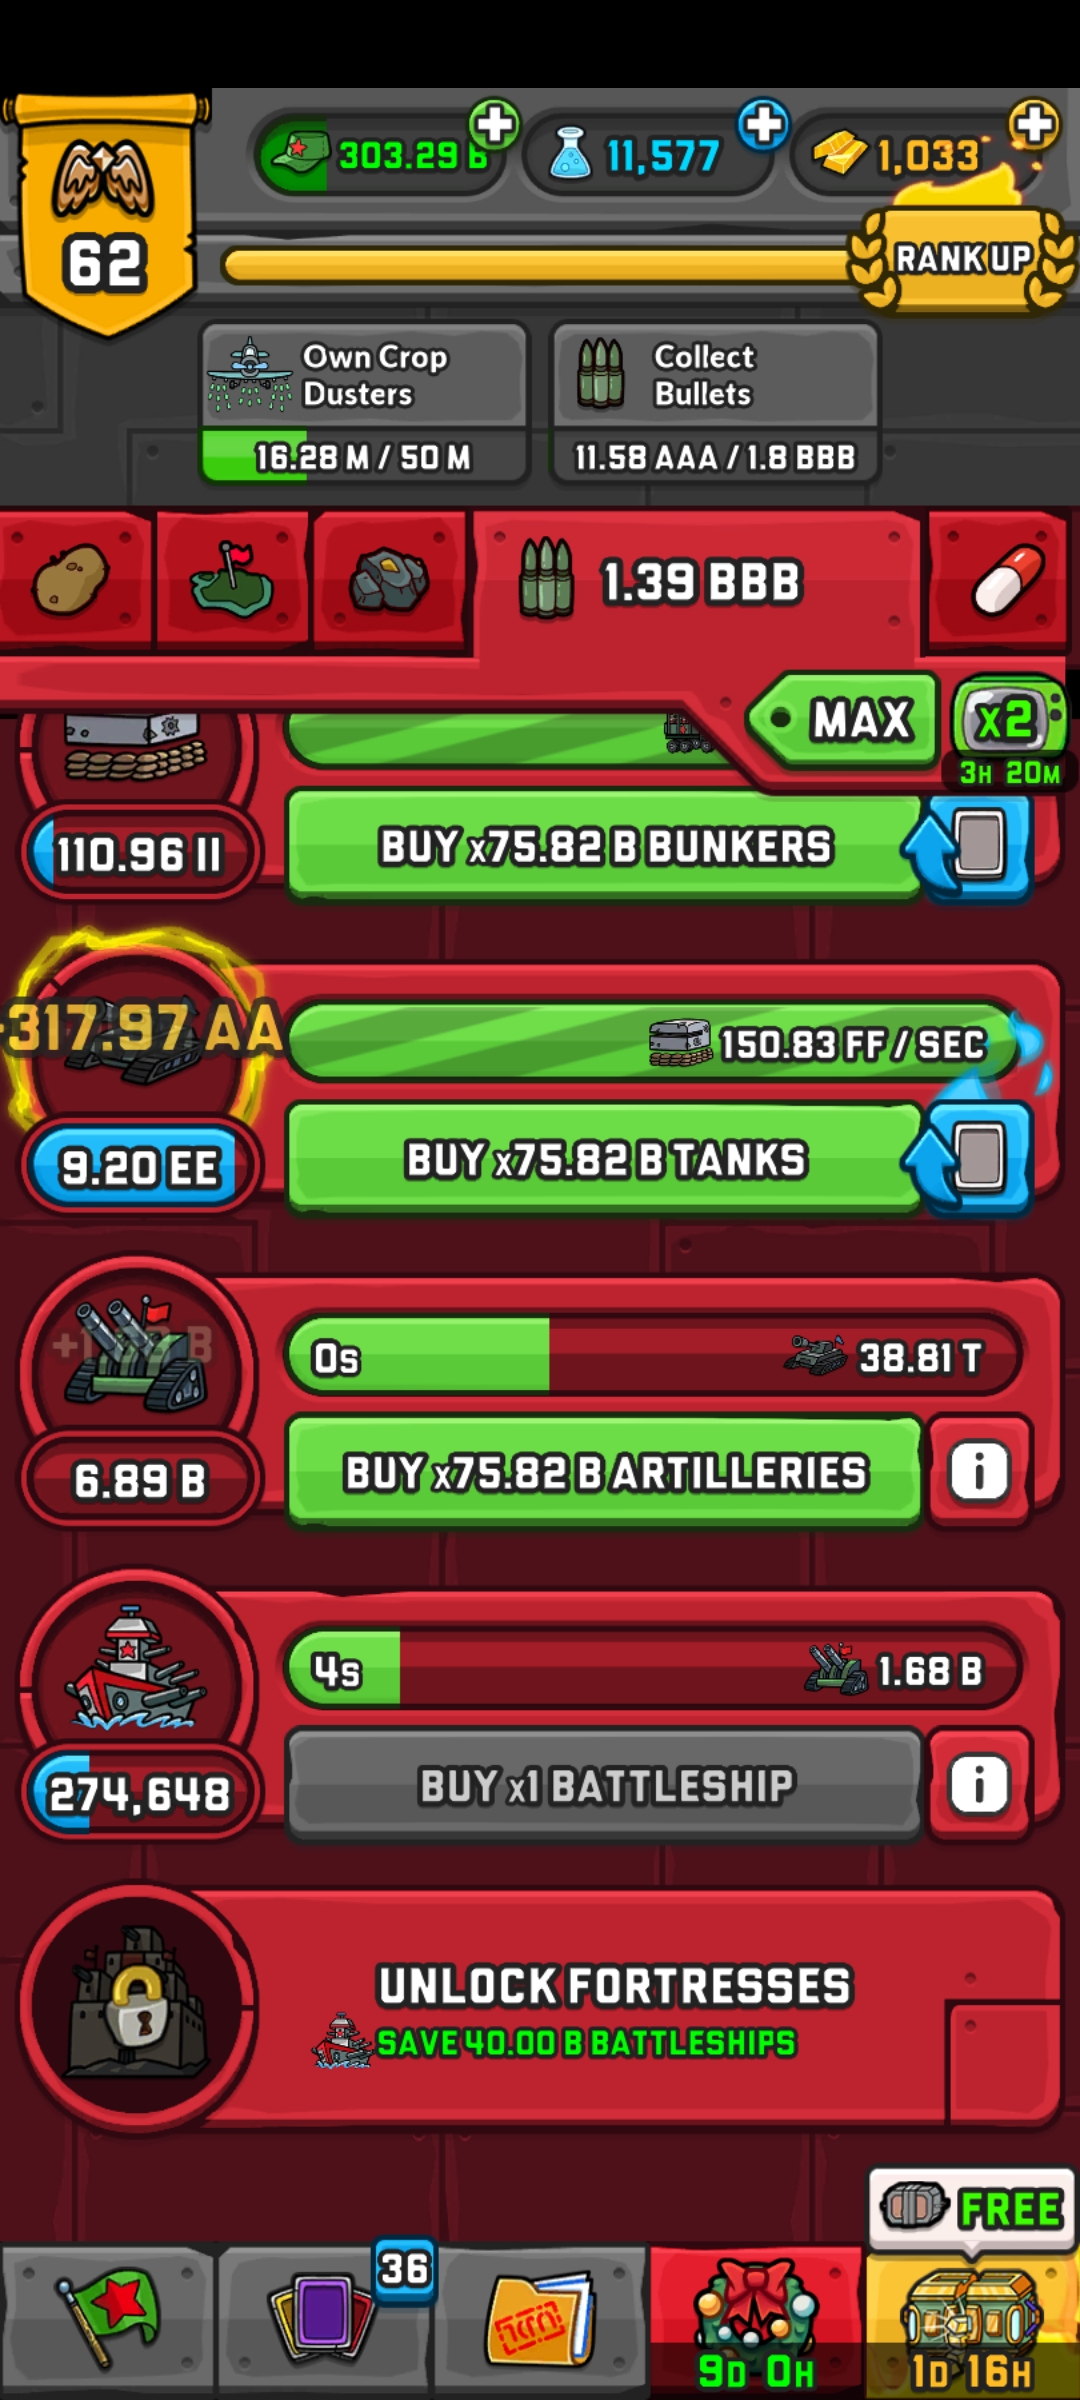 303.29 B
11,577
1,033
62
RANK UP
Own Crop
Dusters
16.28 M / 50 M
Collect
Bullets
11.58 AAA / 1.8 BBB
1.39 BBB
MAX
x2
3H 20M
110.96 II
BUY x75.82 B BUNKERS
317.97 AA
150.83 FF / SEC
9.20 EE
BUY x75.82 B TANKS
0s
38.81 T
6.89 B
BUY x75.82 B ARTILLERIES
i
4s
1.68 B
274,648
BUY x1 BATTLESHIP
i
UNLOCK FORTRESSES
SAVE 40.00 B BATTLESHIPS
FREE
36
9D 0H
1D 16H